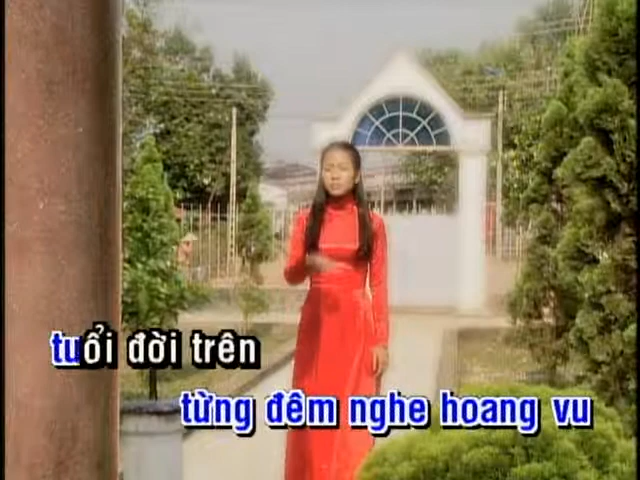 tuổi đời trên
từng đêm nghe hoang vu